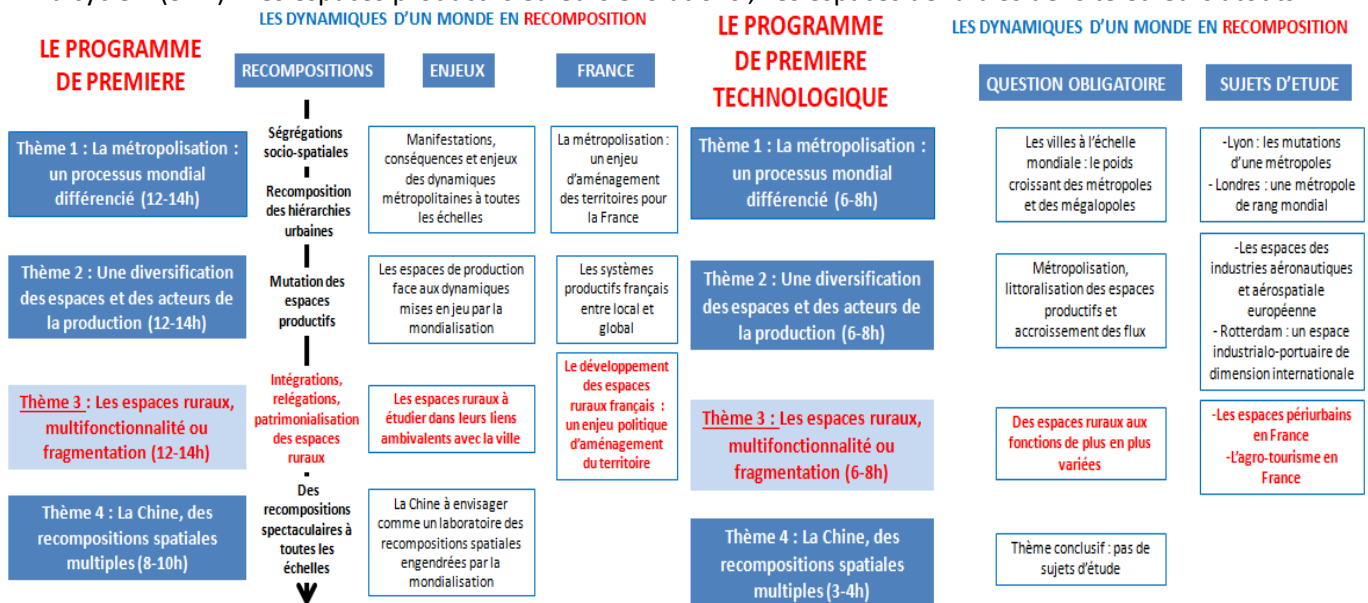 LES DYNAMIQUES D'UN MONDE EN RECOMPOSITION
LE PROGRAMME
DE PREMIERE
RECOMPOSITIONS
ENJEUX
FRANCE
Thème 1 : La métropolisation :
un processus mondial
différencié (12-14h)
Ségrégations
socio-spatiales
Recomposition
des hiérarchies
urbaines
Manifestations,
conséquences et enjeux
des dynamiques
métropolitaines à toutes
les échelles
La métropolisation :
un enjeu
d'aménagement
des territoires pour
la France
Thème 2 : Une diversification
des espaces et des acteurs de
la production (12-14h)
Mutation des
espaces
productifs
Les espaces de production
face aux dynamiques
mises en jeu par la
mondialisation
Les systèmes
productifs français
entre local et
global
Thème 3 : Les espaces ruraux,
multifonctionnalité ou
fragmentation (12-14h)
Intégrations,
relégations,
patrimonialisation
des espaces
ruraux
Les espaces ruraux à
étudier dans leurs liens
ambivalents avec la ville
Le développement
des espaces
ruraux français :
un enjeu politique
d'aménagement
du territoire
Thème 4 : La Chine, des
recompositions spatiales
multiples (8-10h)
Des
recompositions
spectaculaires à
toutes les
échelles
La Chine à envisager
comme un laboratoire des
recompositions spatiales
engendrées par la
mondialisation
LE PROGRAMME
DE PREMIERE
TECHNOLOGIQUE
LES DYNAMIQUES D'UN MONDE EN RECOMPOSITION
QUESTION OBLIGATOIRE
SUJETS D'ETUDE
Thème 1 : La métropolisation :
un processus mondial
différencié (6-8h)
Les villes à l'échelle
mondiale : le poids
croissant des métropoles
et des mégalopoles
-Lyon : les mutations
d'une métropoles
- Londres : une métropole
de rang mondial
Thème 2 : Une diversification
des espaces et des acteurs de
la production (6-8h)
Métropolisation,
littoralisation des espaces
productifs et
accroissement des flux
-Les espaces des
industries aéronautiques
et aérospatiale
européenne
- Rotterdam : un espace
industrialo-portuaire de
dimension internationale
Thème 3 : Les espaces ruraux,
multifonctionnalité ou
fragmentation (6-8h)
Des espaces ruraux aux
fonctions de plus en plus
variées
-Les espaces périurbains
en France
-L'agro-tourisme en
France
Thème 4 : La Chine, des
recompositions spatiales
multiples (3-4h)
Thème conclusif : pas de
sujets d'étude